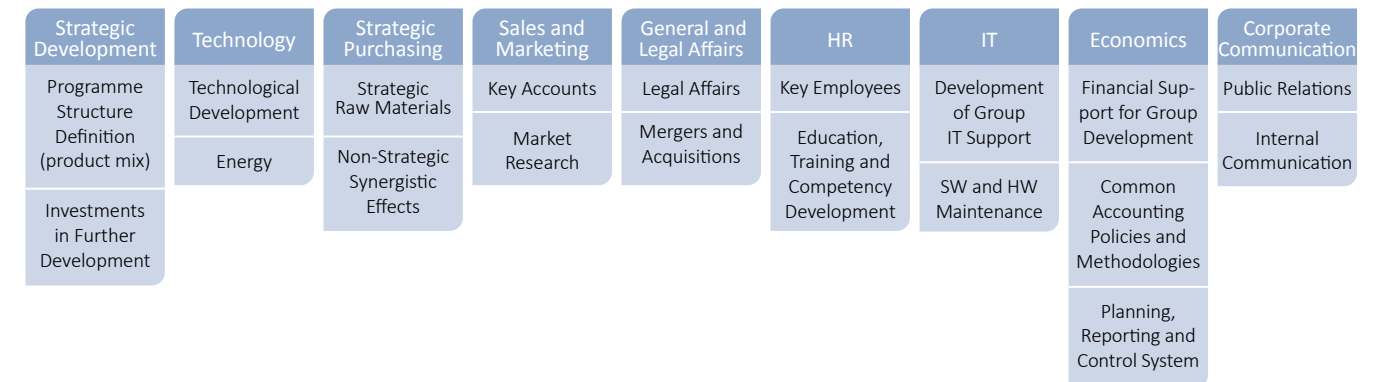 Strategic
Development
Programme
Structure
Definition
(product mix)
Investments
in Further
Development
Technology
Technological
Development
Energy
Strategic
Purchasing
Strategic
Raw Materials
Non-Strategic
Synergistic
Effects
Sales and
Marketing
Key Accounts
Market
Research
General and
Legal Affairs
Legal Affairs
Mergers and
Acquisitions
HR
Key Employees
Education,
Training and
Competency
Development
IT
Development
of Group
IT Support
SW and HW
Maintenance
Economics
Financial Sup-
port for Group
Development
Common
Accounting
Policies and
Methodologies
Planning,
Reporting and
Control System
Corporate
Communication
Public Relations
Internal
Communication